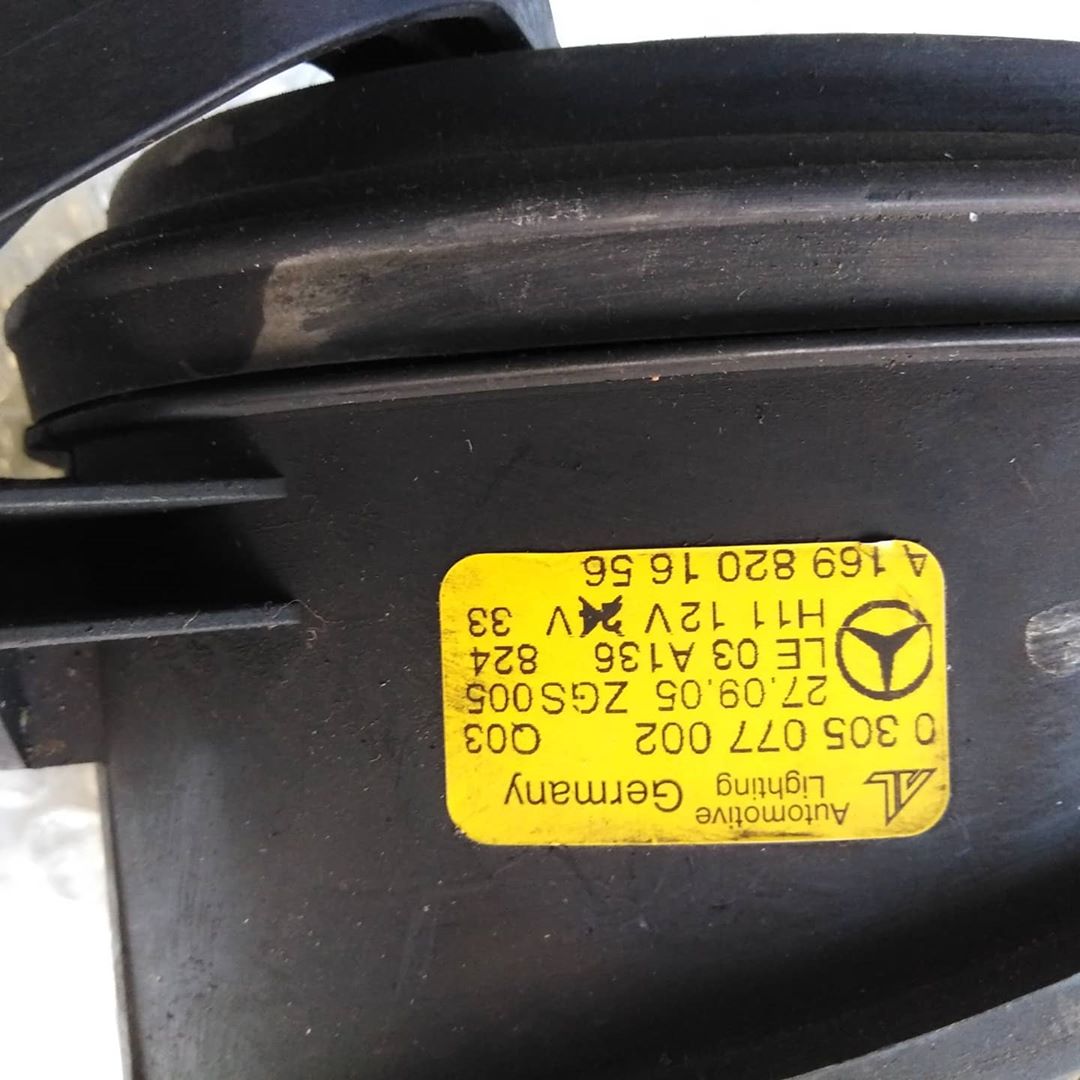 Automotive
Lighting Germany
0 305 077 002 Q03
27.09.05 ZGS005
LE 03 A136 824
H11 12V 24V 33
A 169 820 16 56